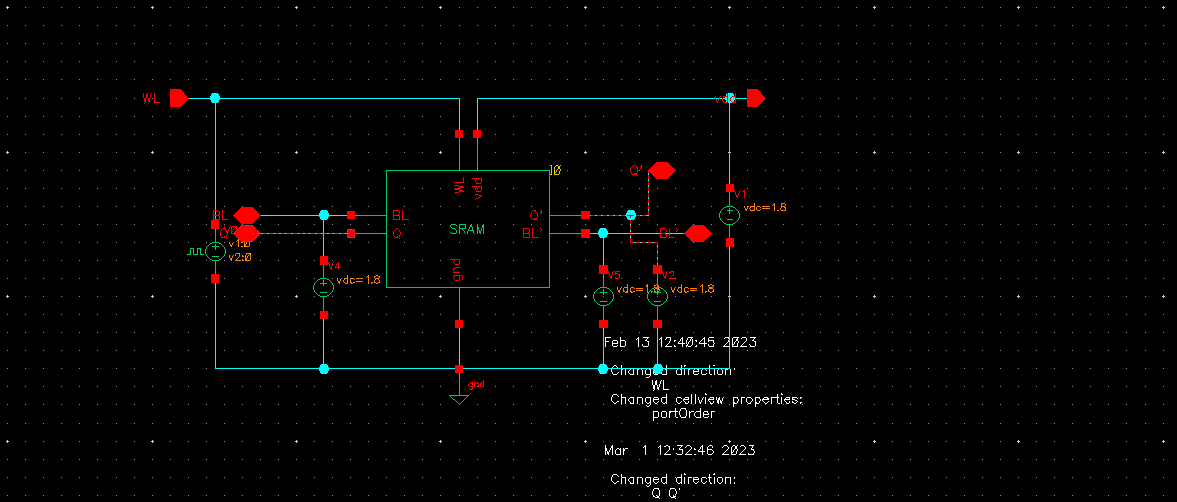 WL
vdd
I0
Q'
WL
vdd
V1
vdc=1.8
BL
BL
Q'
SRAM
Q
V0
Q
BL'
BL'
v1:0
v2:0
gnd
V4
vdc=1.8
V5
vdc=1.8
V2
vdc=1.8
Feb 13 12:40:45 2023
Changed direction:
WL
gnd
Changed cellview properties:
portOrder
Mar 1 12:32:46 2023
Changed direction:
Q Q'